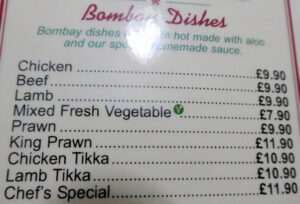 Bombay Dishes
Bombay dishes hot made with aloo
and our special homemade sauce.
Chicken £9.90
Beef £9.90
Lamb £9.90
Mixed Fresh Vegetable V £7.90
Prawn £9.90
King Prawn £11.90
Chicken Tikka £10.90
Lamb Tikka £10.90
Chef's Special £11.90